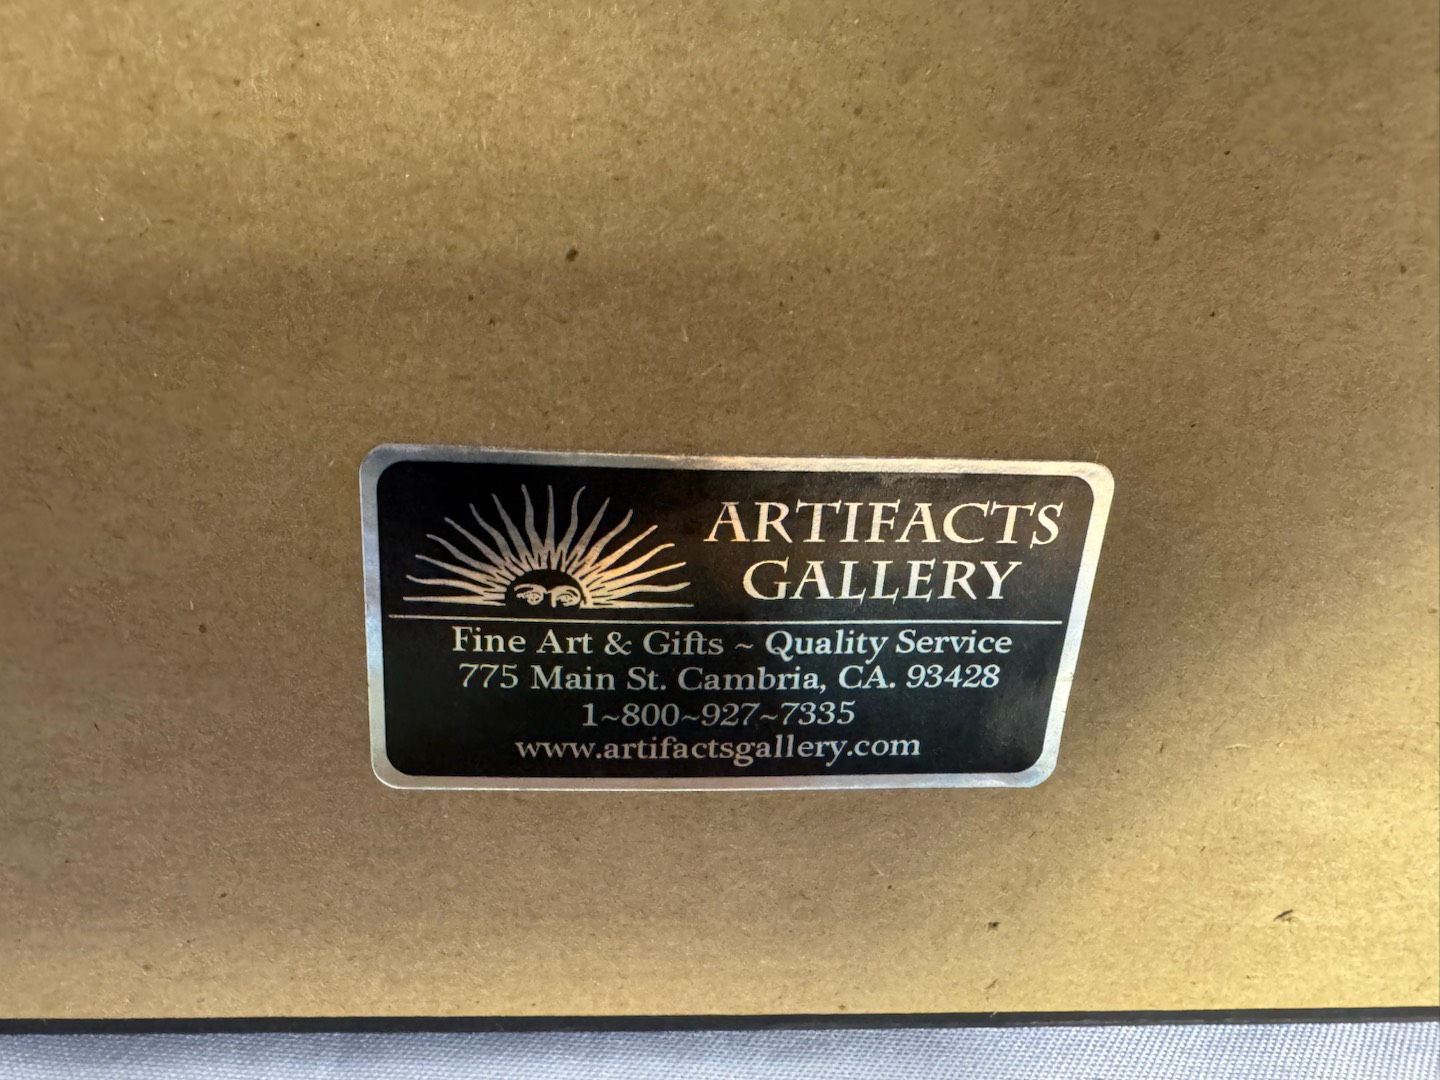 ARTIFACTS
GALLERY
Fine Art & Gifts ~ Quality Service
775 Main St. Cambria, CA. 93428
1~800~927~7335
www.artifactsgallery.com